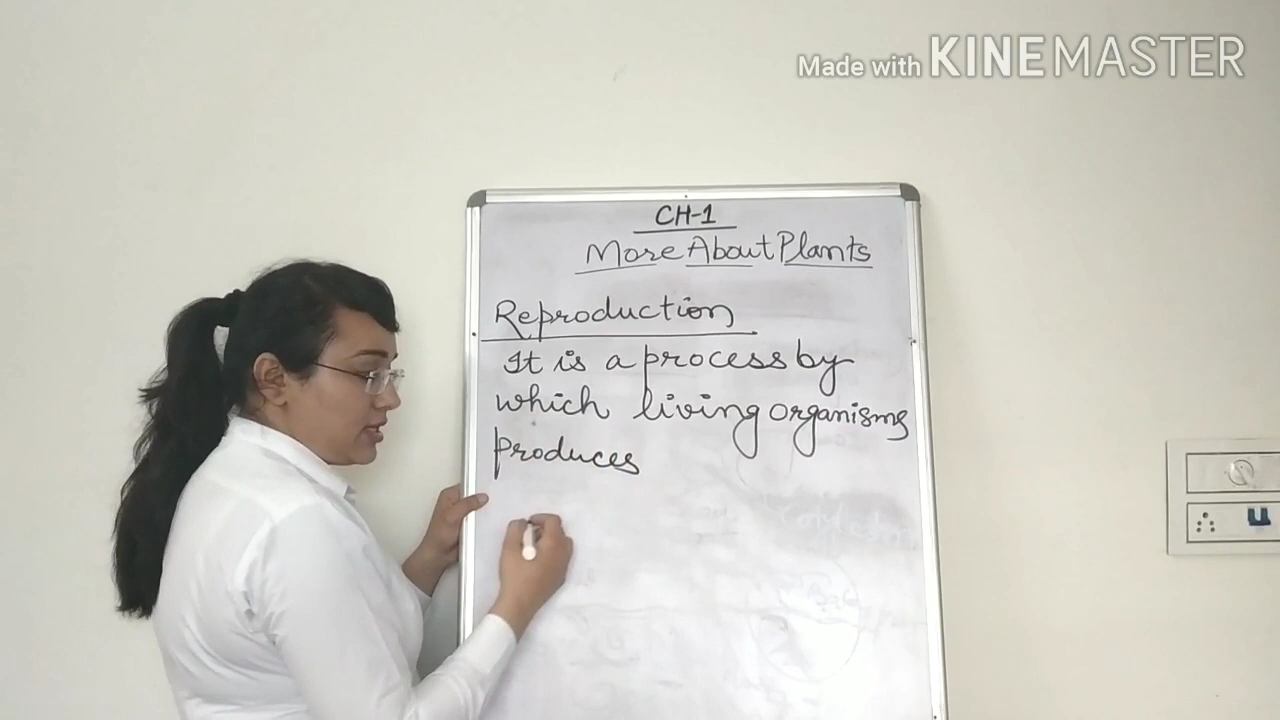 Made with KINEMASTER
CH-1
More About Plants
Reproduction
It is a process by
which living organisms
produces